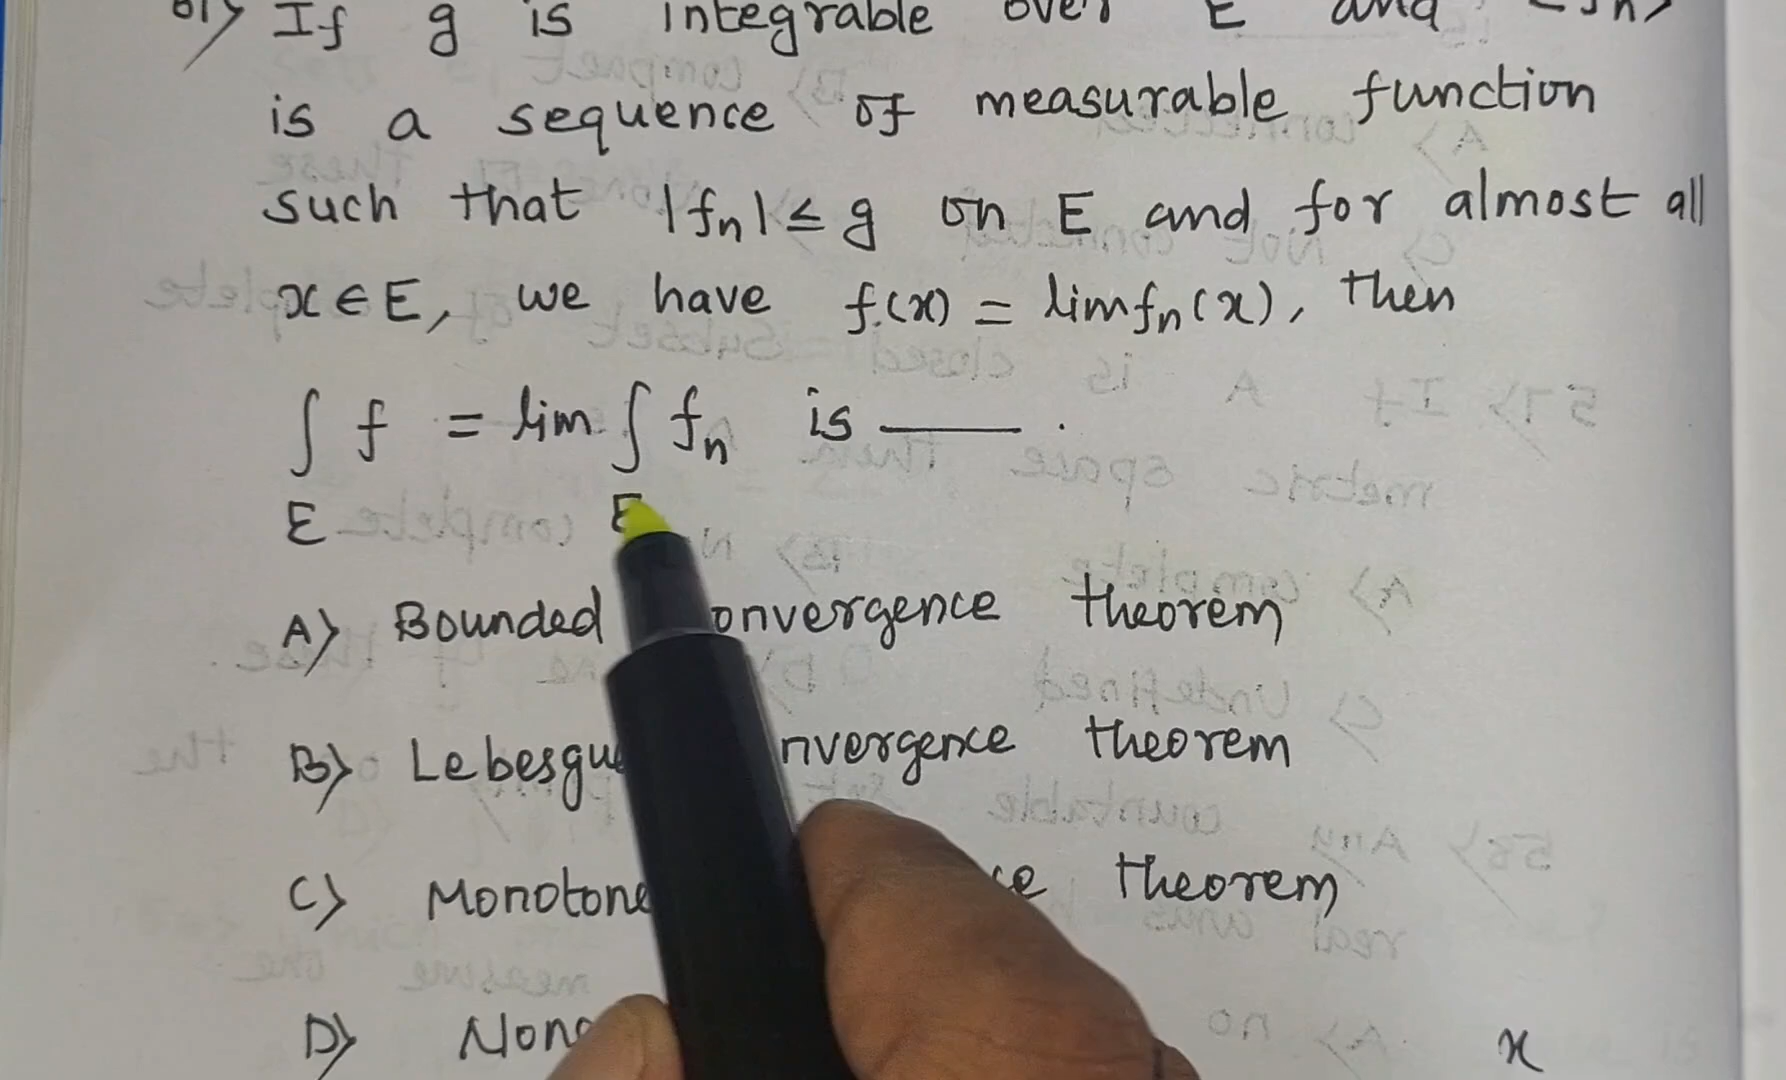 If g is integrable over E and
is a sequence of measurable function
such that |fn| ≤ g on E and for almost all
x ∈ E, we have f(x) = lim fn(x), then
∫ f = lim ∫ fn is ____ .
E E
A) Bounded onvergence theorem
B) Lebesgu nvergence theorem
C) Monotone ce theorem
D) Non
x